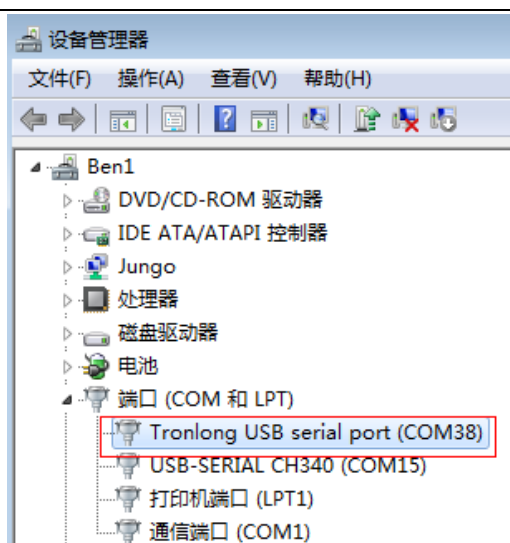 设备管理器
文件(F) 操作(A) 查看(V) 帮助(H)
Ben1
DVD/CD-ROM 驱动器
IDE ATA/ATAPI 控制器
Jungo
处理器
磁盘驱动器
电池
端口 (COM 和 LPT)
Tronlong USB serial port (COM38)
USB-SERIAL CH340 (COM15)
打印机端口 (LPT1)
通信端口 (COM1)